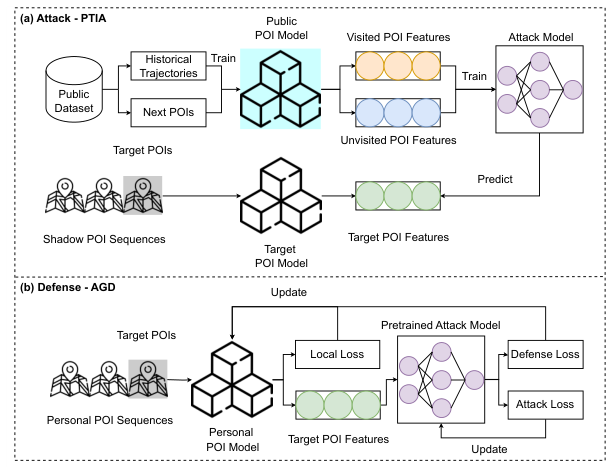 (a) Attack - PTIA
Public
POI Model
Visited POI Features
Attack Model
Historical
Trajectories
Train
Public
Dataset
Next POIs
Train
Unvisited POI Features
Target POIs
Predict
Shadow POI Sequences
Target
POI Model
Target POI Features
(b) Defense - AGD
Update
Target POIs
Pretrained Attack Model
Local Loss
Defense Loss
Attack Loss
Personal POI Sequences
Personal
POI Model
Target POI Features
Update